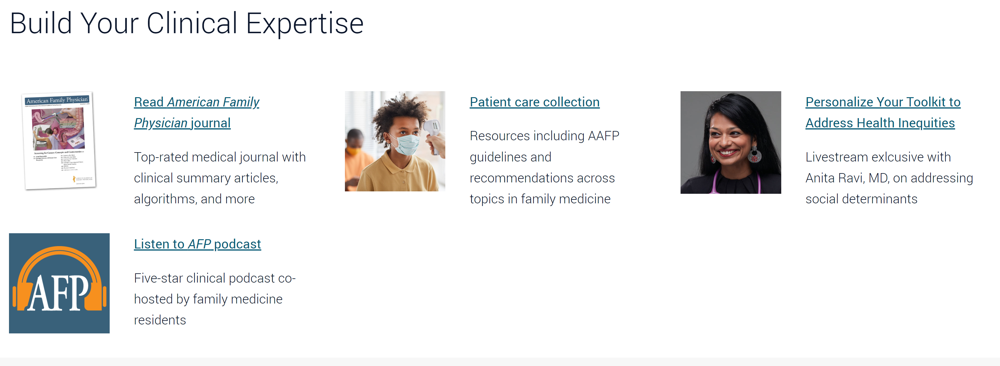 Build Your Clinical Expertise
American Family Physician
Screening for Cancer: Concepts and Controversies
Read American Family
Physician journal
Top-rated medical journal with
clinical summary articles,
algorithms, and more
Patient care collection
Resources including AAFP
guidelines and
recommendations across
topics in family medicine
Personalize Your Toolkit to
Address Health Inequities
Livestream exlcusive with
Anita Ravi, MD, on addressing
social determinants
AFP
Listen to AFP podcast
Five-star clinical podcast co-
hosted by family medicine
residents